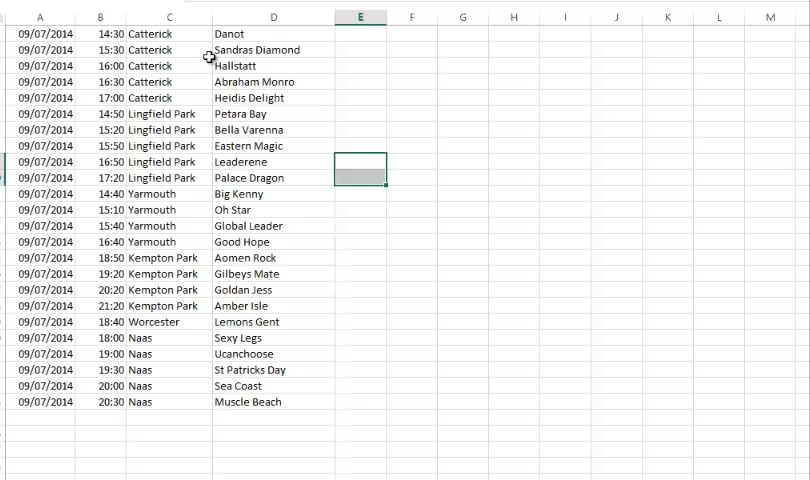 A B C D E F G H I J K L M
09/07/2014 14:30 Catterick Danot
09/07/2014 15:30 Catterick Sandras Diamond
09/07/2014 16:00 Catterick Hallstatt
09/07/2014 16:30 Catterick Abraham Monro
09/07/2014 17:00 Catterick Heidis Delight
09/07/2014 14:50 Lingfield Park Petara Bay
09/07/2014 15:20 Lingfield Park Bella Varenna
09/07/2014 15:50 Lingfield Park Eastern Magic
09/07/2014 16:50 Lingfield Park Leaderene
09/07/2014 17:20 Lingfield Park Palace Dragon
09/07/2014 14:40 Yarmouth Big Kenny
09/07/2014 15:10 Yarmouth Oh Star
09/07/2014 15:40 Yarmouth Global Leader
09/07/2014 16:40 Yarmouth Good Hope
09/07/2014 18:50 Kempton Park Aomen Rock
09/07/2014 19:20 Kempton Park Gilbeys Mate
09/07/2014 20:20 Kempton Park Goldan Jess
09/07/2014 21:20 Kempton Park Amber Isle
09/07/2014 18:40 Worcester Lemons Gent
09/07/2014 18:00 Naas Sexy Legs
09/07/2014 19:00 Naas Ucanchoose
09/07/2014 19:30 Naas St Patricks Day
09/07/2014 20:00 Naas Sea Coast
09/07/2014 20:30 Naas Muscle Beach